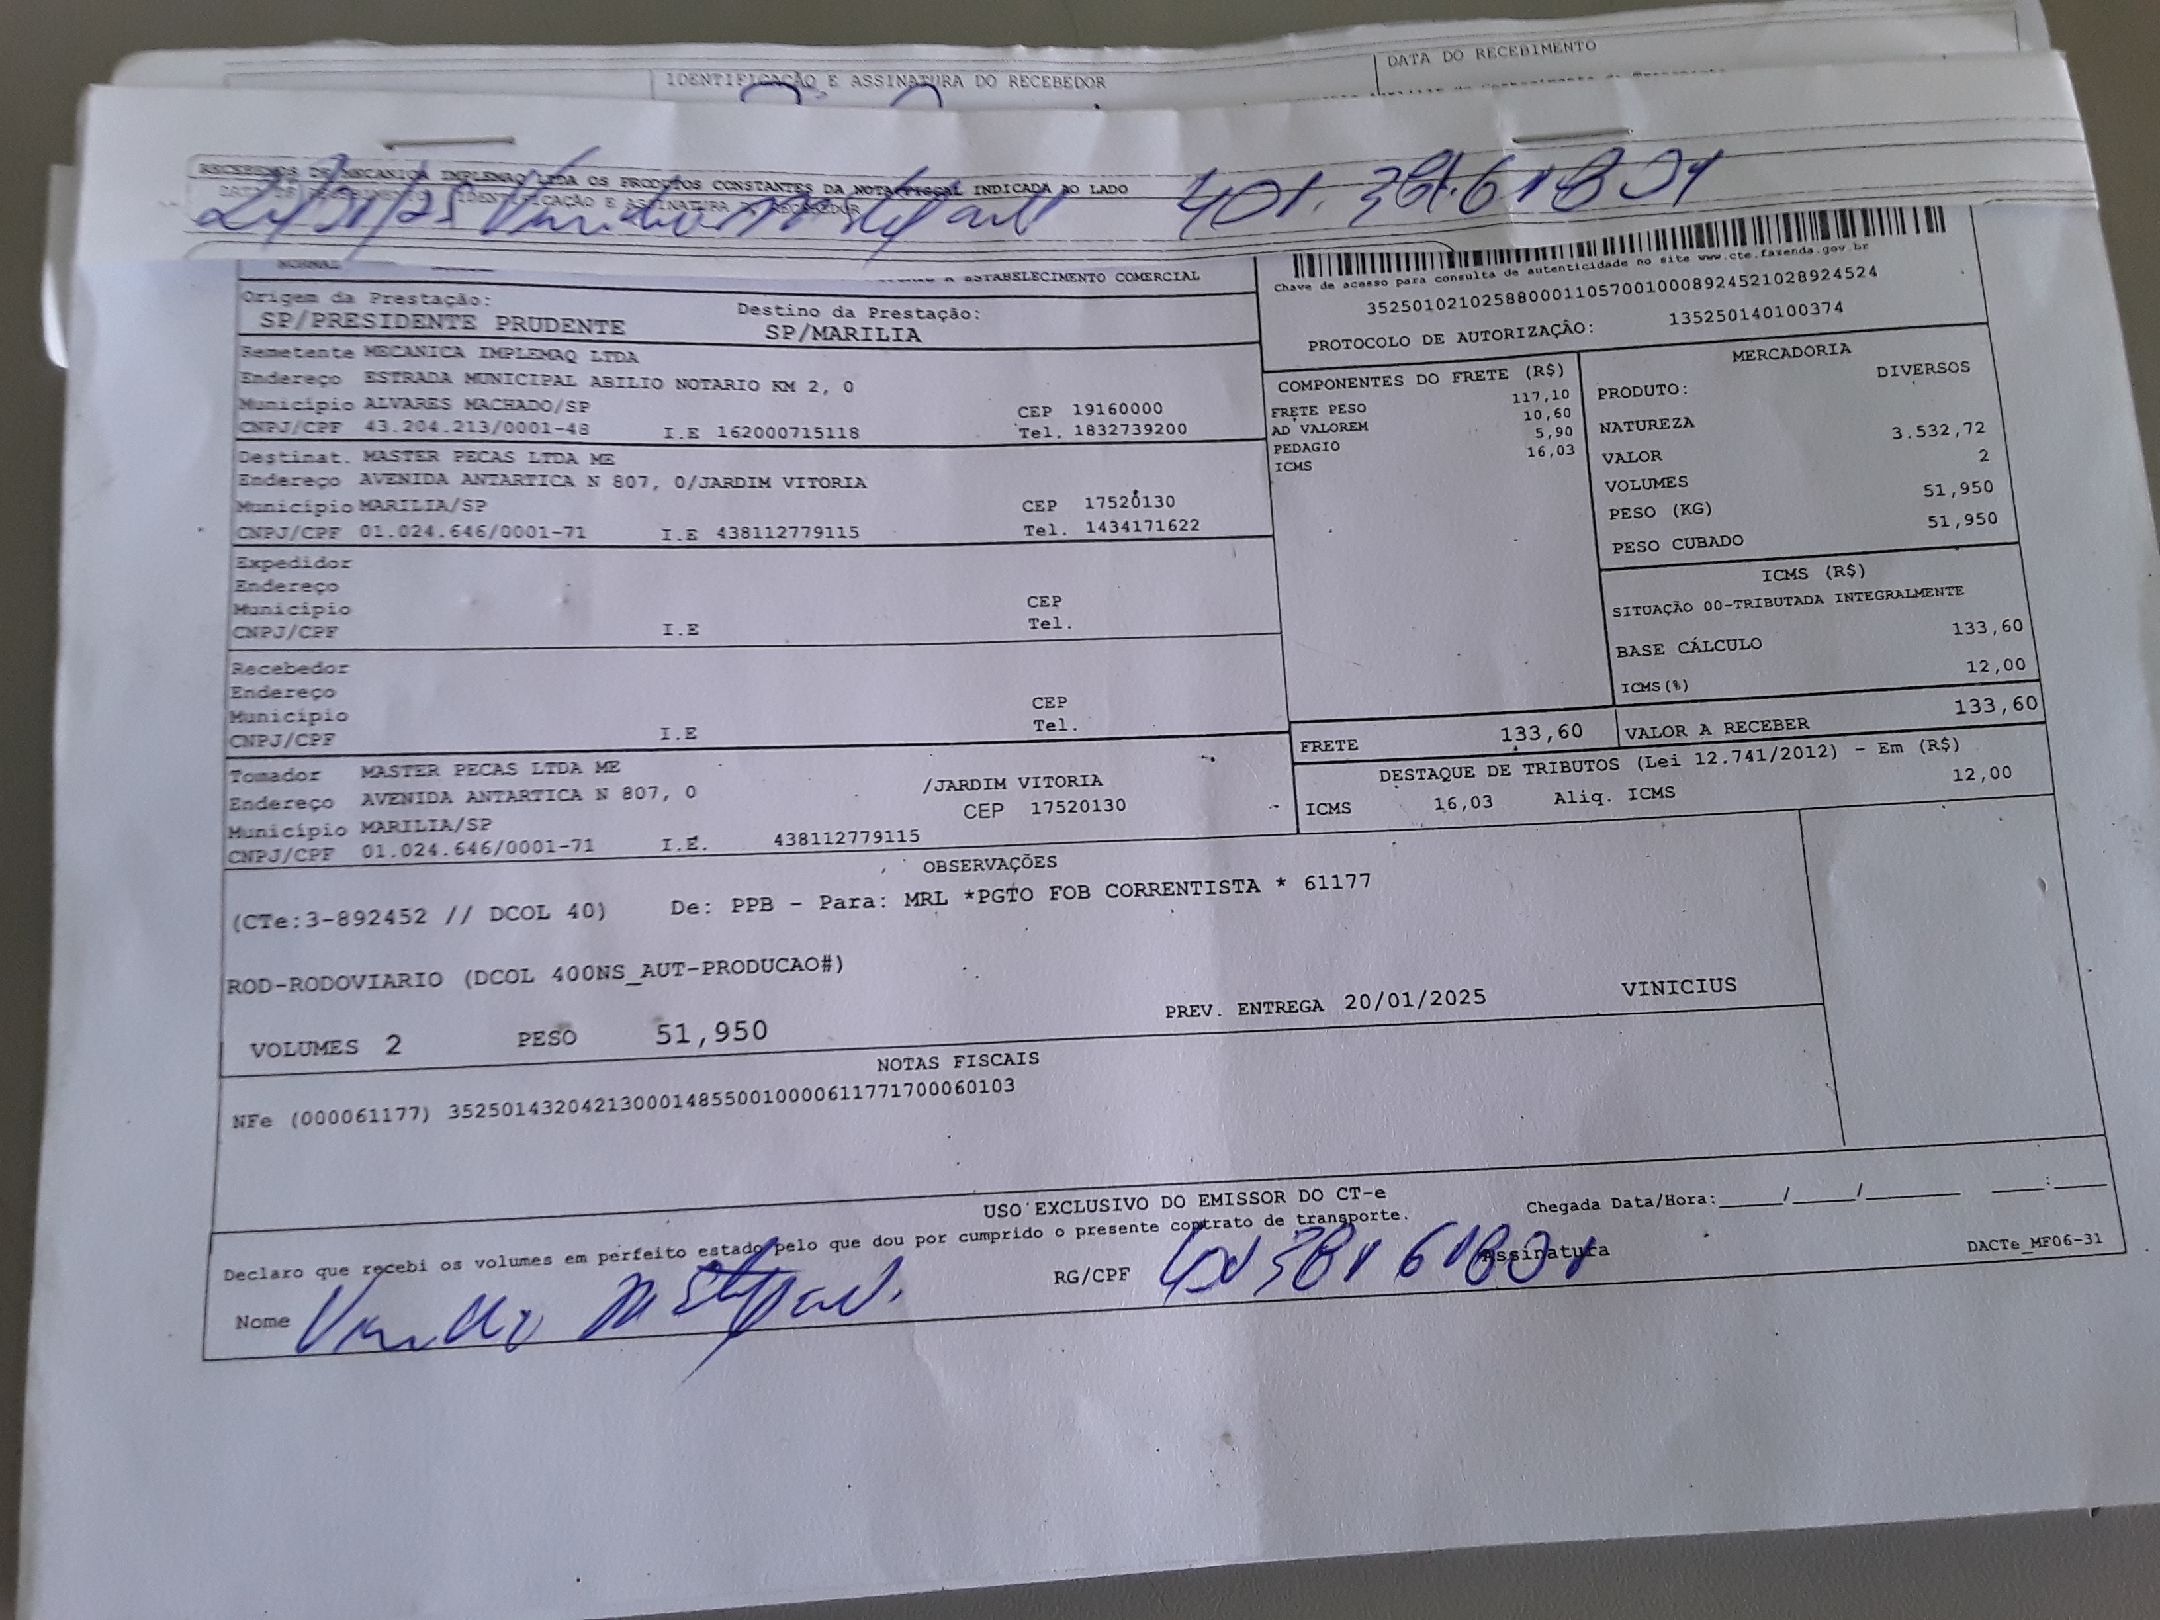 IDENTIFICAÇÃO E ASSINATURA DO RECEBEDOR
DATA DO RECEBIMENTO
RECEBEMOS DE MECANICA IMPLEMAQ LTDA OS PRODUTOS CONSTANTES DA NOTA FISCAL INDICADA AO LADO
IDENTIFICAÇÃO E ASSINATURA DO RECEBEDOR
NORMAL
ESTABELECIMENTO COMERCIAL
Chave de acesso para consulta de autenticidade no site www.cte.fazenda.gov.br
35250102102588000110570010008924521028924524
PROTOCOLO DE AUTORIZAÇÃO: 135250140100374
Origem da Prestação:
SP/PRESIDENTE PRUDENTE
Destino da Prestação:
SP/MARILIA
Remetente MECANICA IMPLEMAQ LTDA
Endereço ESTRADA MUNICIPAL ABILIO NOTARIO KM 2, 0
Município ALVARES MACHADO/SP CEP 19160000
CNPJ/CPF 43.204.213/0001-48 I.E 162000715118 Tel. 1832739200
Destinat. MASTER PECAS LTDA ME
Endereço AVENIDA ANTARTICA N 807, 0/JARDIM VITORIA
Município MARILIA/SP CEP 17520130
CNPJ/CPF 01.024.646/0001-71 I.E 438112779115 Tel. 1434171622
Expedidor
Endereço
Município CEP
CNPJ/CPF I.E Tel.
Recebedor
Endereço
Município CEP
CNPJ/CPF I.E Tel.
Tomador MASTER PECAS LTDA ME
Endereço AVENIDA ANTARTICA N 807, 0 /JARDIM VITORIA
Município MARILIA/SP CEP 17520130
CNPJ/CPF 01.024.646/0001-71 I.E. 438112779115
COMPONENTES DO FRETE (R$)
FRETE PESO 117,10
AD VALOREM 10,60
PEDAGIO 5,90
ICMS 16,03
MERCADORIA
PRODUTO: DIVERSOS
NATUREZA
VALOR 3.532,72
VOLUMES 2
PESO (KG) 51,950
PESO CUBADO 51,950
ICMS (R$)
SITUAÇÃO 00-TRIBUTADA INTEGRALMENTE
BASE CÁLCULO 133,60
ICMS(%) 12,00
FRETE 133,60 VALOR A RECEBER 133,60
DESTAQUE DE TRIBUTOS (Lei 12.741/2012) - Em (R$)
ICMS 16,03 Aliq. ICMS 12,00
OBSERVAÇÕES
(CTe:3-892452 // DCOL 40) De: PPB - Para: MRL *PGTO FOB CORRENTISTA * 61177
ROD-RODOVIARIO (DCOL 400NS_AUT-PRODUCAO#)
VOLUMES 2 PESO 51,950 PREV. ENTREGA 20/01/2025 VINICIUS
NOTAS FISCAIS
NFe (000061177) 35250143204213000148550010000611771700060103
USO EXCLUSIVO DO EMISSOR DO CT-e
Declaro que recebi os volumes em perfeito estado pelo que dou por cumprido o presente contrato de transporte.
Chegada Data/Hora:_____/_____/_______ ____:____
Nome RG/CPF Assinatura
DACTe_MF06-31